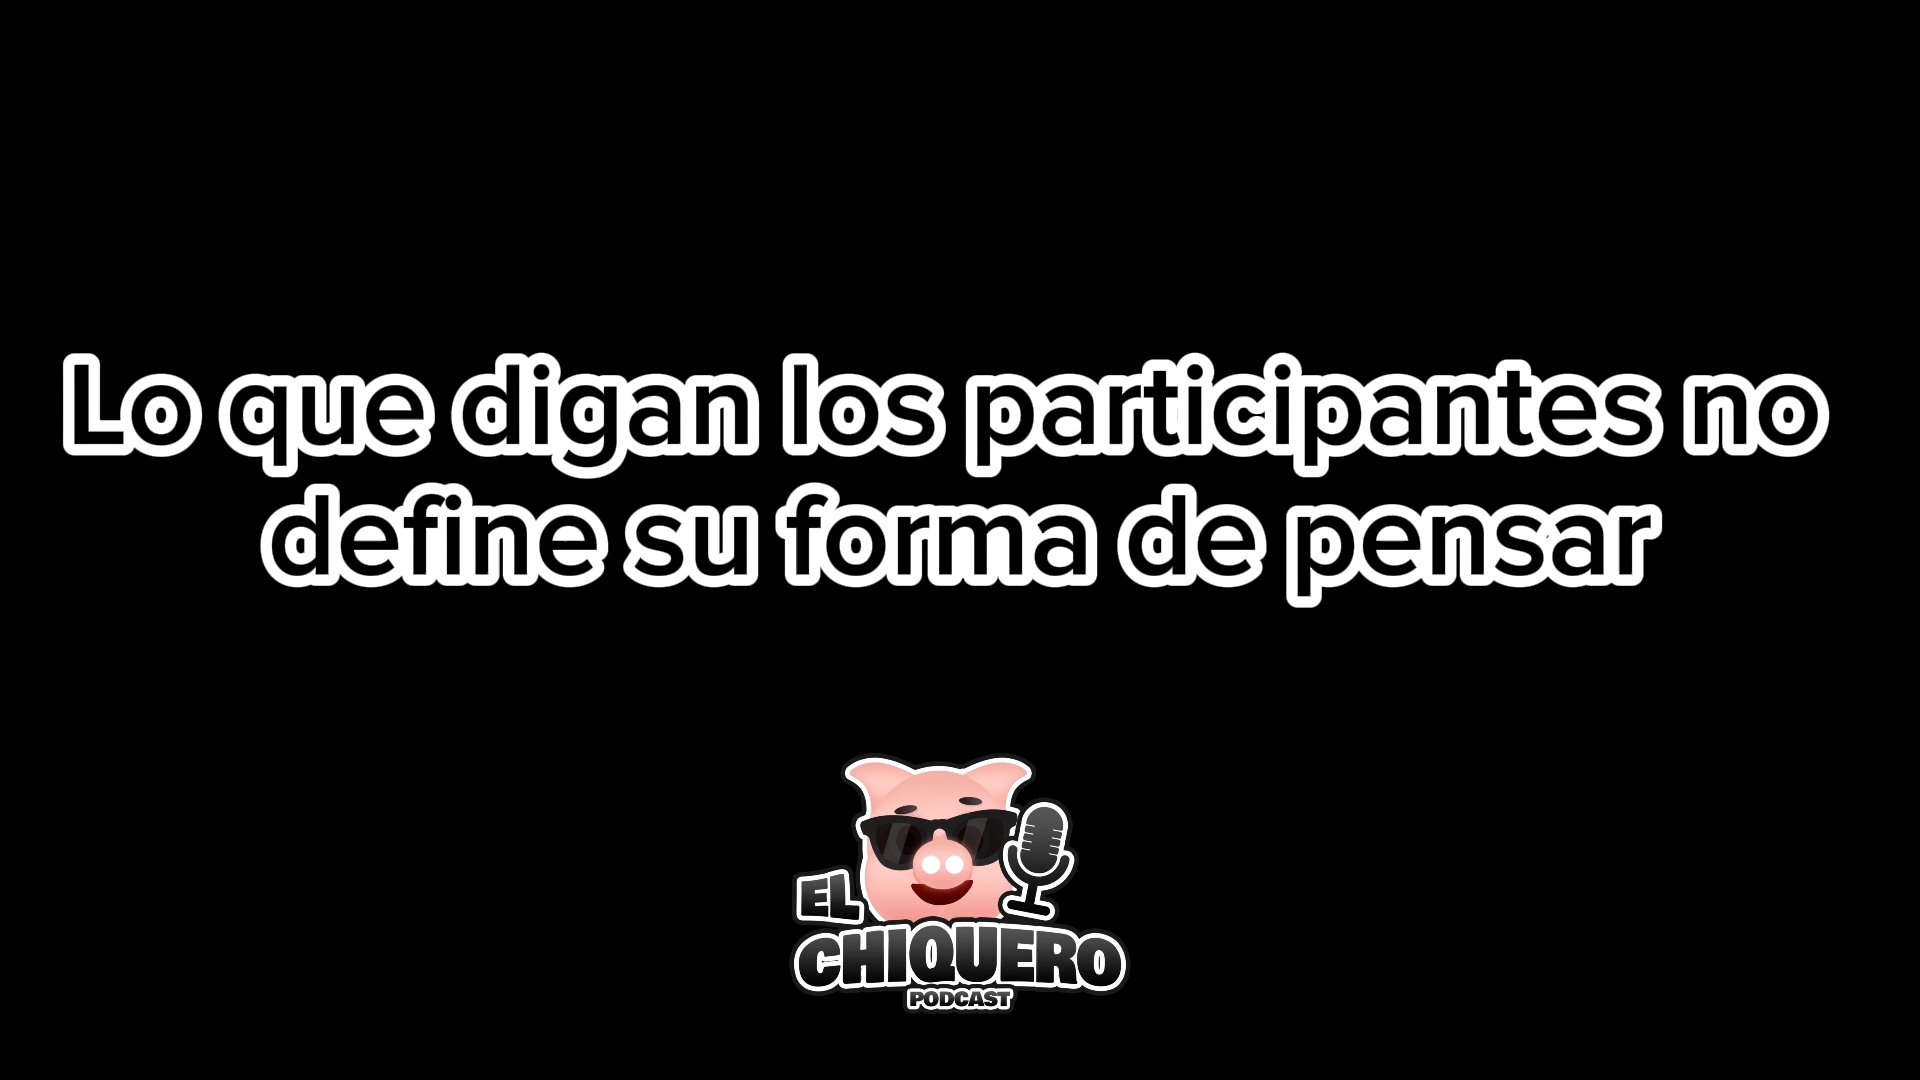 Lo que digan los participantes no
define su forma de pensar
EL
CHIQUERO
PODCAST